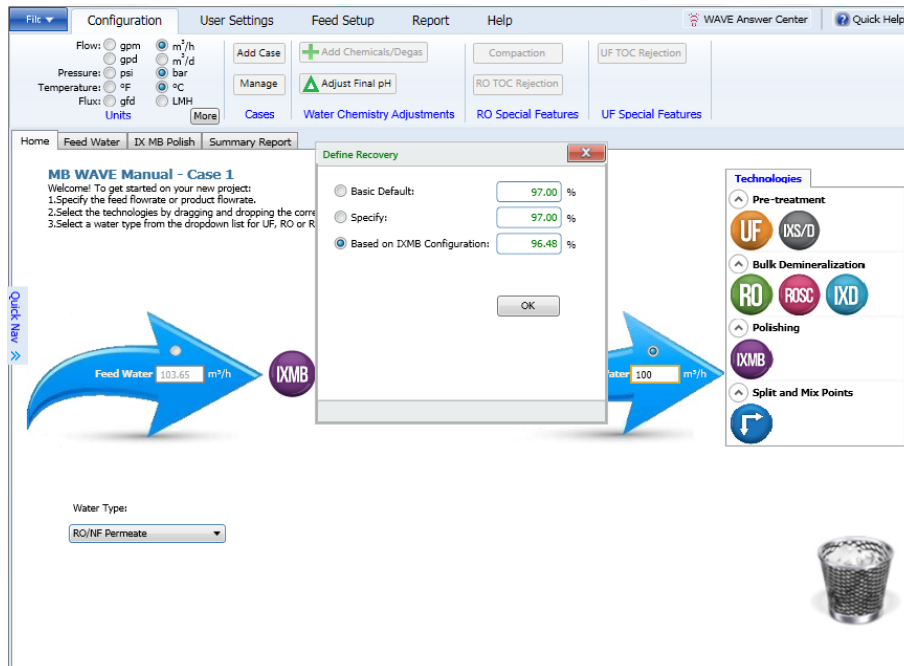 File
Configuration
User Settings
Feed Setup
Report
Help
WAVE Answer Center
Quick Help
Flow: gpm m³/h
gpd m³/d
Pressure: psi bar
Temperature: °F °C
Flux: gfd LMH
Units
More
Add Case
Manage
Cases
Add Chemicals/Degas
Adjust Final pH
Water Chemistry Adjustments
Compaction
RO TOC Rejection
RO Special Features
UF TOC Rejection
UF Special Features
Home
Feed Water
IX MB Polish
Summary Report
MB WAVE Manual - Case 1
Welcome! To get started on your new project:
1.Specify the feed flowrate or product flowrate.
2.Select the technologies by dragging and dropping the corre
3.Select a water type from the dropdown list for UF, RO or R
Define Recovery
Basic Default: 97.00 %
Specify: 97.00 %
Based on IXMB Configuration: 96.48 %
OK
Quick Nav
Feed Water 103.65 m³/h
IXMB
ater 100 m³/h
Technologies
Pre-treatment
UF IXS/D
Bulk Demineralization
RO ROSC IXD
Polishing
IXMB
Split and Mix Points
Water Type:
RO/NF Permeate